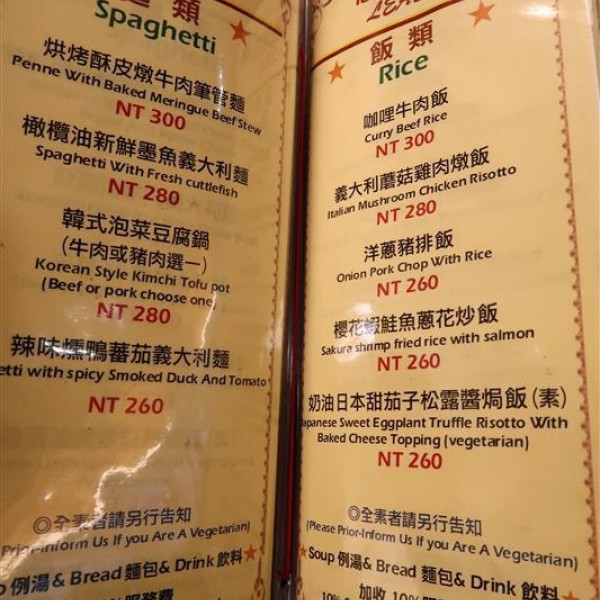 麵 類
Spaghetti
烘烤酥皮燉牛肉筆管麵
Penne With Baked Meringue Beef Stew
NT 300
橄欖油新鮮墨魚義大利麵
Spaghetti With Fresh cuttlefish
NT 280
韓式泡菜豆腐鍋
(牛肉或豬肉選一)
Korean Style Kimchi Tofu pot
(Beef or pork choose one)
NT 280
辣味燻鴨蕃茄義大利麵
etti with spicy Smoked Duck And Tomato
NT 260
◎全素者請另行告知
Prior-Inform Us If you Are A Vegetarian)
例湯& Bread 麵包& Drink 飲料
飯 類
Rice
咖哩牛肉飯
Curry Beef Rice
NT 300
義大利蘑菇雞肉燉飯
Italian Mushroom Chicken Risotto
NT 280
洋蔥豬排飯
Onion Pork Chop With Rice
NT 260
櫻花蝦鮭魚蔥花炒飯
Sakura shrimp fried rice with salmon
NT 260
奶油日本甜茄子松露醬焗飯(素)
Japanese Sweet Eggplant Truffle Risotto With
Baked Cheese Topping (vegetarian)
NT 260
◎全素者請另行告知
(Please Prior-Inform Us If you Are A Vegetarian)
Soup 例湯& Bread 麵包& Drink 飲料
加收 10%